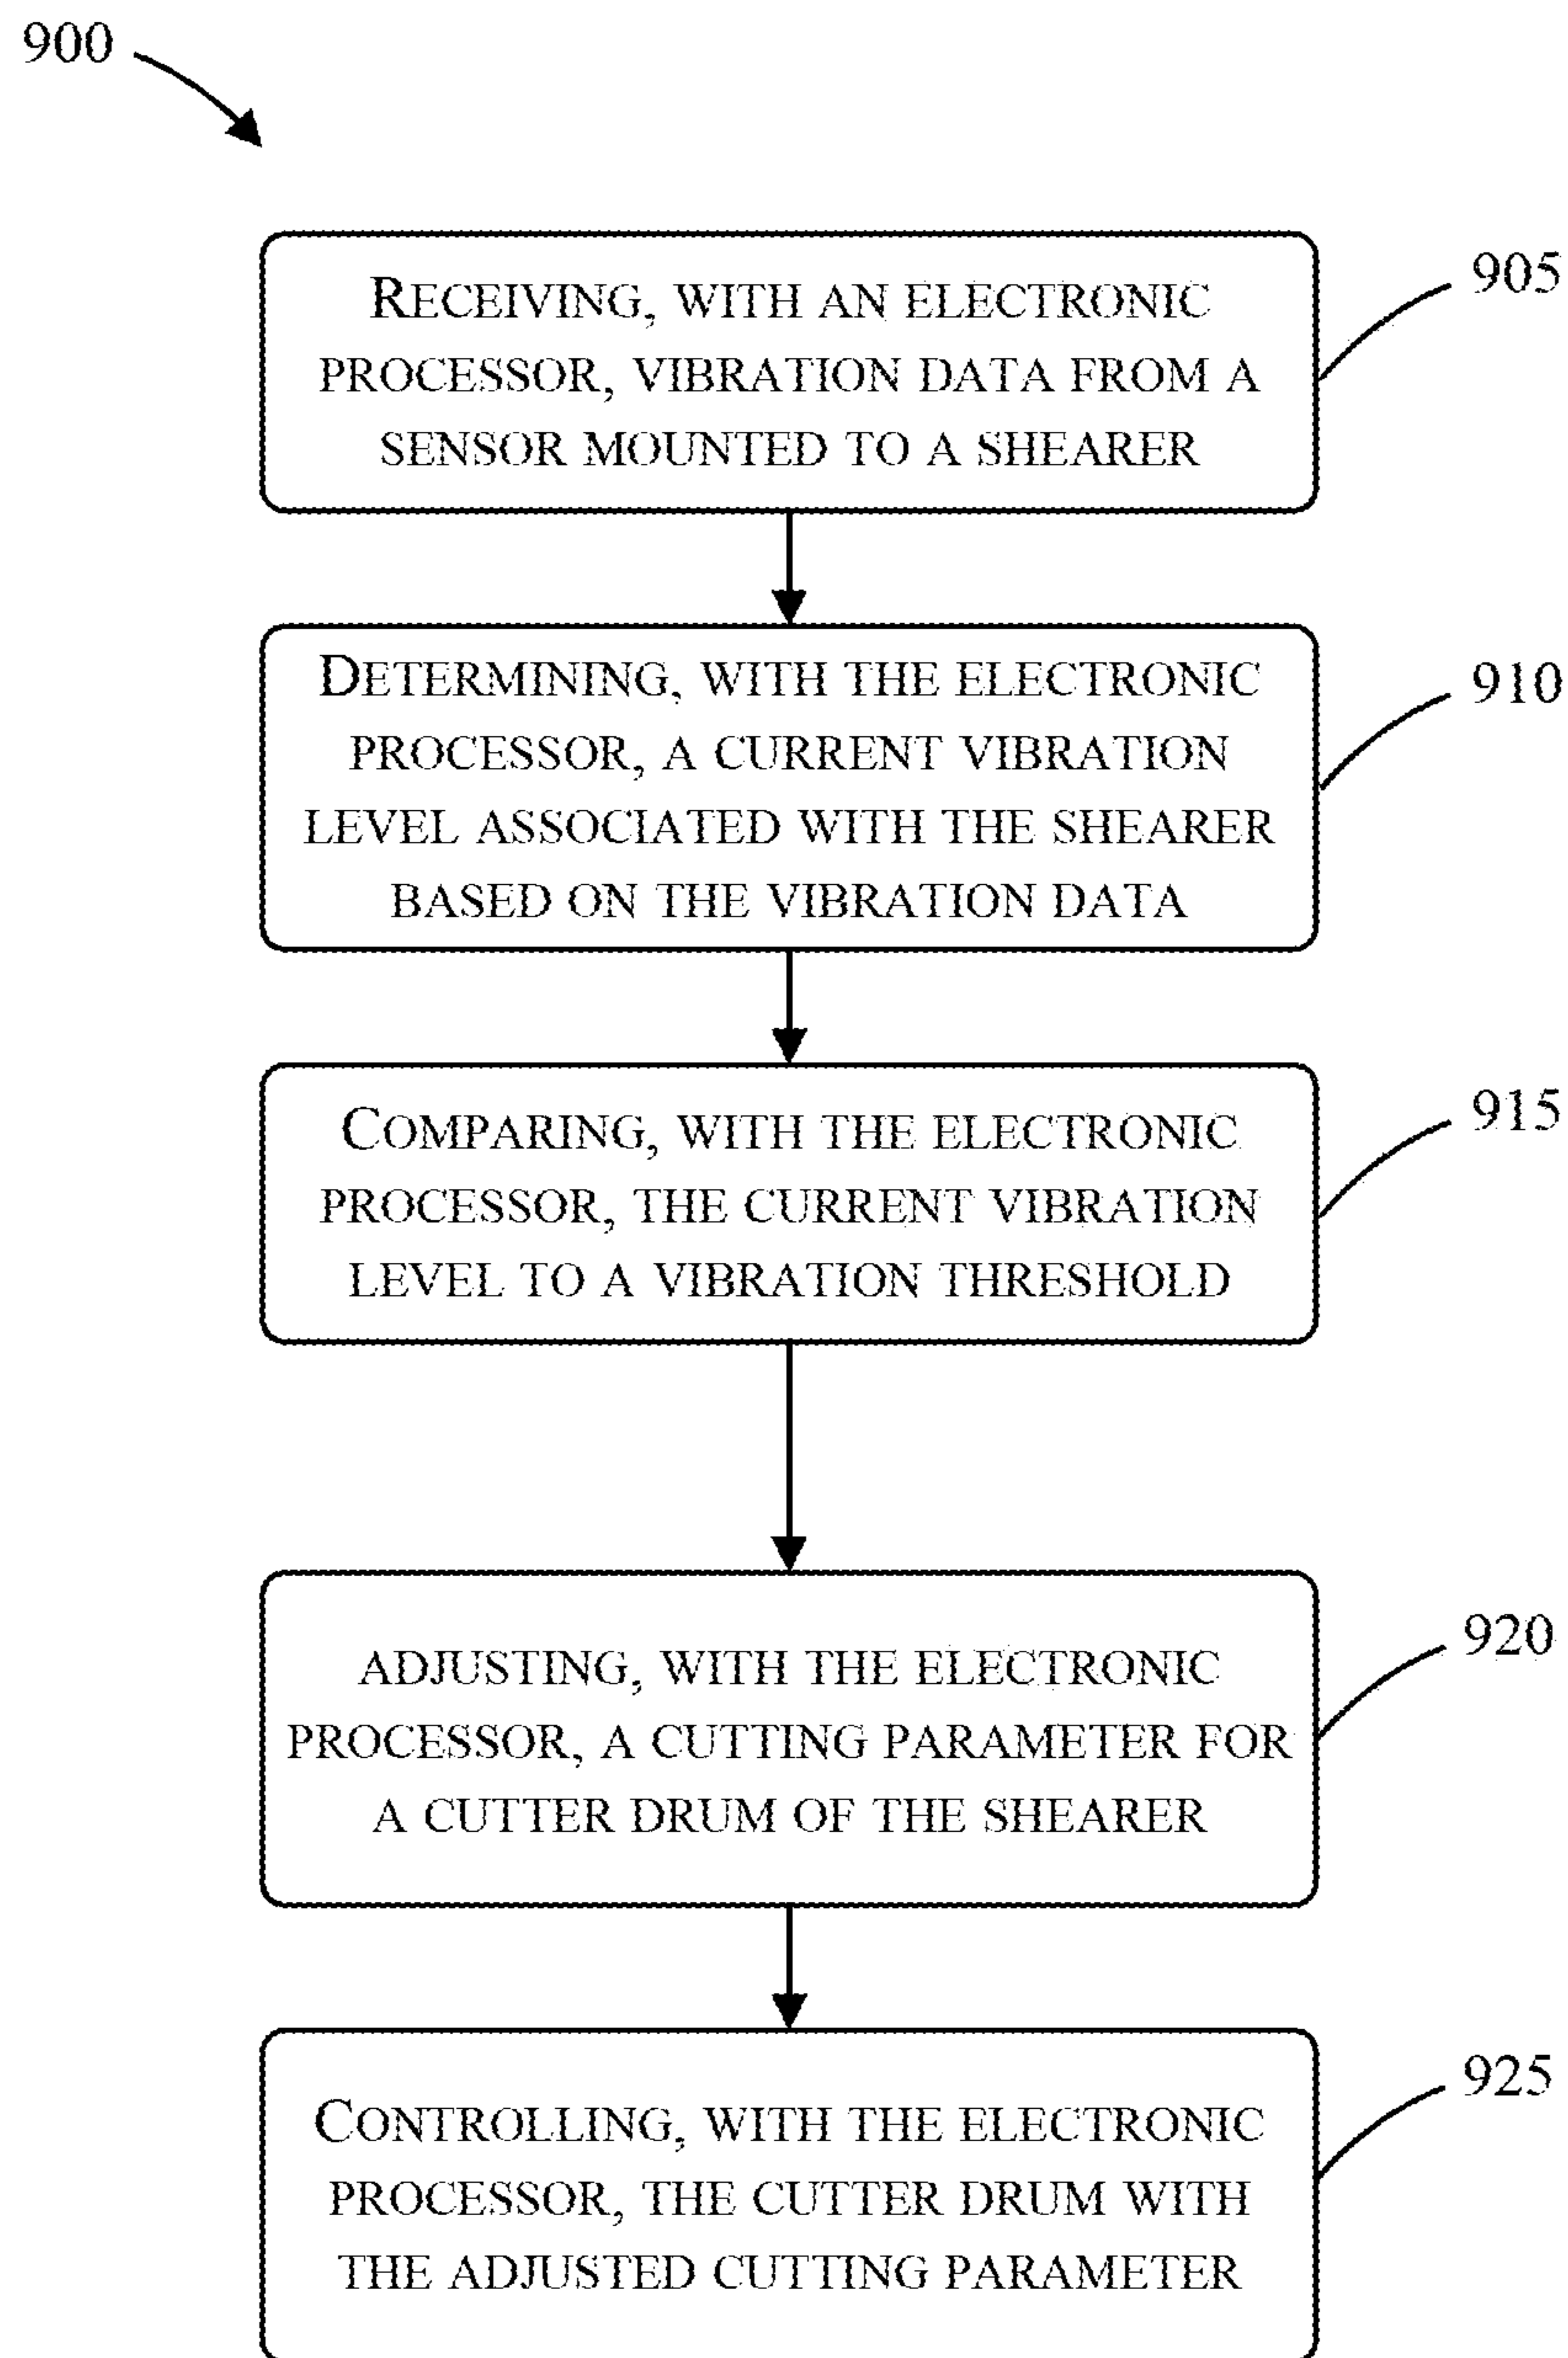 900
RECEIVING, WITH AN ELECTRONIC
905
PROCESSOR, VIBRATION DATA FROM A
SENSOR MOUNTED TO A SHEARER
DETERMINING, WITH THE ELECTRONIC
910
PROCESSOR, A CURRENT VIBRATION
LEVEL ASSOCIATED WITH THE SHEARER
BASED ON THE VIBRATION DATA
COMPARING, WITH THE ELECTRONIC
915
PROCESSOR, THE CURRENT VIBRATION
LEVEL TO A VIBRATION THRESHOLD
ADJUSTING, WITH THE ELECTRONIC
920
PROCESSOR, A CUTTING PARAMETER FOR
A CUTTER DRUM OF THE SHEARER
CONTROLLING, WITH THE ELECTRONIC
925
PROCESSOR, THE CUTTER DRUM WITH
THE ADJUSTED CUTTING PARAMETER